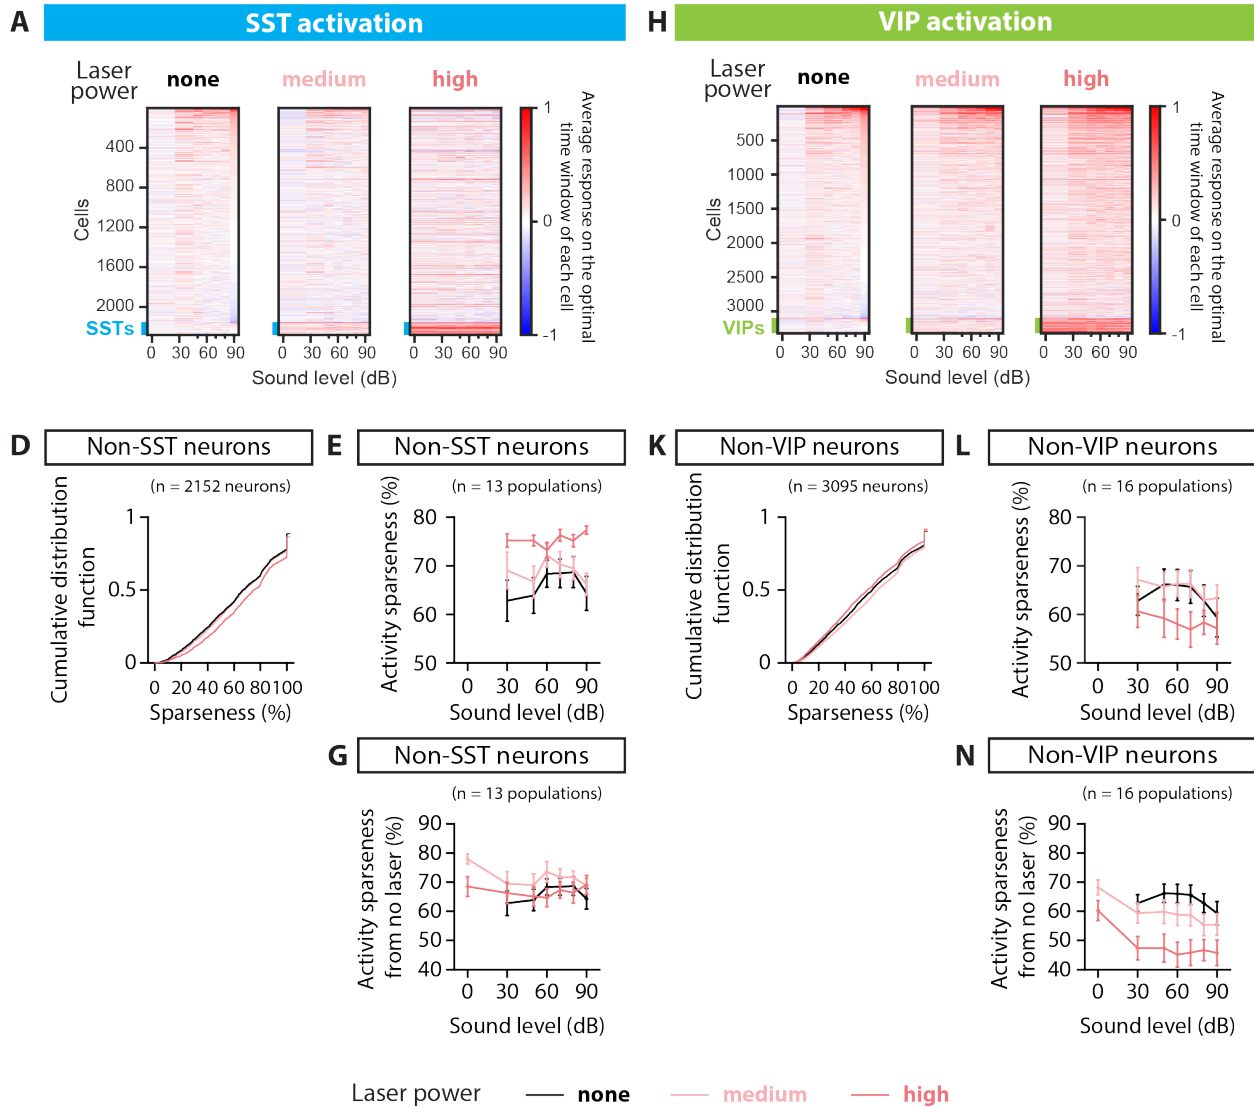 A
SST activation
Laser
power
none
medium
high
400
800
1200
1600
2000
Cells
SSTs
0 30 60 90
0 30 60 90
0 30 60 90
Sound level (dB)
1
0
-1
Average response on the optimal
time window of each cell
H
VIP activation
Laser
power
none
medium
high
500
1000
1500
2000
2500
3000
Cells
VIPs
0 30 60 90
0 30 60 90
0 30 60 90
Sound level (dB)
1
0
-1
Average response on the optimal
time window of each cell
D
Non-SST neurons
(n = 2152 neurons)
Cumulative distribution
function
1
0.5
0
0 20 40 60 80 100
Sparseness (%)
E
Non-SST neurons
(n = 13 populations)
Activity sparseness (%)
80
70
60
50
0 30 60 90
Sound level (dB)
K
Non-VIP neurons
(n = 3095 neurons)
Cumulative distribution
function
1
0.5
0
0 20 40 60 80 100
Sparseness (%)
L
Non-VIP neurons
(n = 16 populations)
Activity sparseness (%)
80
70
60
50
0 30 60 90
Sound level (dB)
G
Non-SST neurons
(n = 13 populations)
Activity sparseness
from no laser (%)
90
80
70
60
50
40
0 30 60 90
Sound level (dB)
N
Non-VIP neurons
(n = 16 populations)
Activity sparseness
from no laser (%)
90
80
70
60
50
40
0 30 60 90
Sound level (dB)
Laser power none medium high